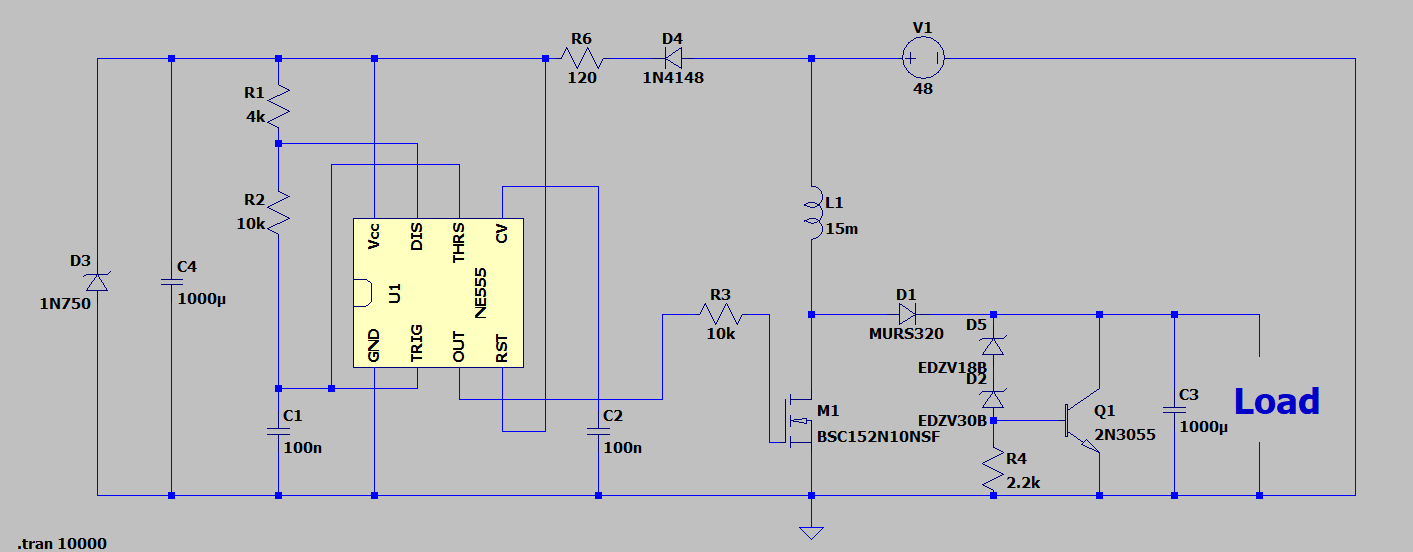 V1
R6
D4
120
1N4148
48
R1
4k
R2
10k
L1
15m
Vcc
DIS
THRS
CV
U1
NE555
GND
TRIG
OUT
RST
D3
1N750
C4
1000µ
R3
10k
D1
MURS320
D5
EDZV18B
D2
EDZV30B
M1
BSC152N10NSF
Q1
2N3055
C3
1000µ
Load
C1
100n
C2
100n
R4
2.2k
.tran 10000